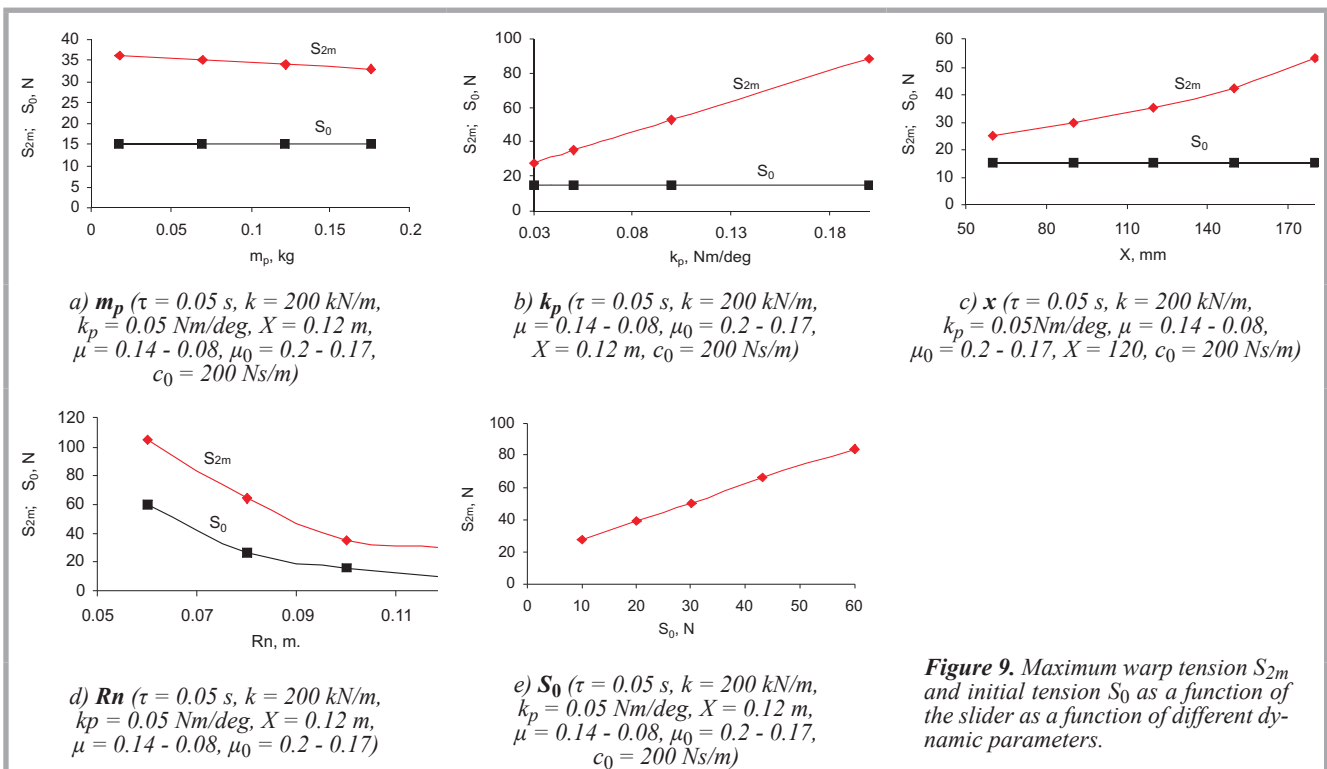 40
35
30
25
20
15
10
5
0
S2m; S0, N
S2m
S0
0 0.05 0.1 0.15 0.2
mp, kg
a) mp (τ = 0.05 s, k = 200 kN/m,
kp = 0.05 Nm/deg, X = 0.12 m,
μ = 0.14 - 0.08, μ0 = 0.2 - 0.17,
c0 = 200 Ns/m)
100
80
60
40
20
0
S2m; S0, N
S2m
S0
0.03 0.08 0.13 0.18
kp, Nm/deg
b) kp (τ = 0.05 s, k = 200 kN/m,
μ = 0.14 - 0.08, μ0 = 0.2 - 0.17,
X = 0.12 m, c0 = 200 Ns/m)
60
50
40
30
20
10
0
S2m; S0, N
S2m
S0
50 80 110 140 170
X, mm
c) x (τ = 0.05 s, k = 200 kN/m,
kp = 0.05Nm/deg, μ = 0.14 - 0.08,
μ0 = 0.2 - 0.17, X = 120, c0 = 200 Ns/m)
120
100
80
60
40
20
0
S2m; S0, N
S2m
S0
0.05 0.07 0.09 0.11
Rn, m.
d) Rn (τ = 0.05 s, k = 200 kN/m,
kp = 0.05 Nm/deg, X = 0.12 m,
μ = 0.14 - 0.08, μ0 = 0.2 - 0.17)
100
80
60
40
20
0
S2m, N
0 10 20 30 40 50 60
S0, N
e) S0 (τ = 0.05 s, k = 200 kN/m,
kp = 0.05 Nm/deg, X = 0.12 m,
μ = 0.14 - 0.08, μ0 = 0.2 - 0.17,
c0 = 200 Ns/m)
Figure 9. Maximum warp tension S2m
and initial tension S0 as a function of
the slider as a function of different dy-
namic parameters.